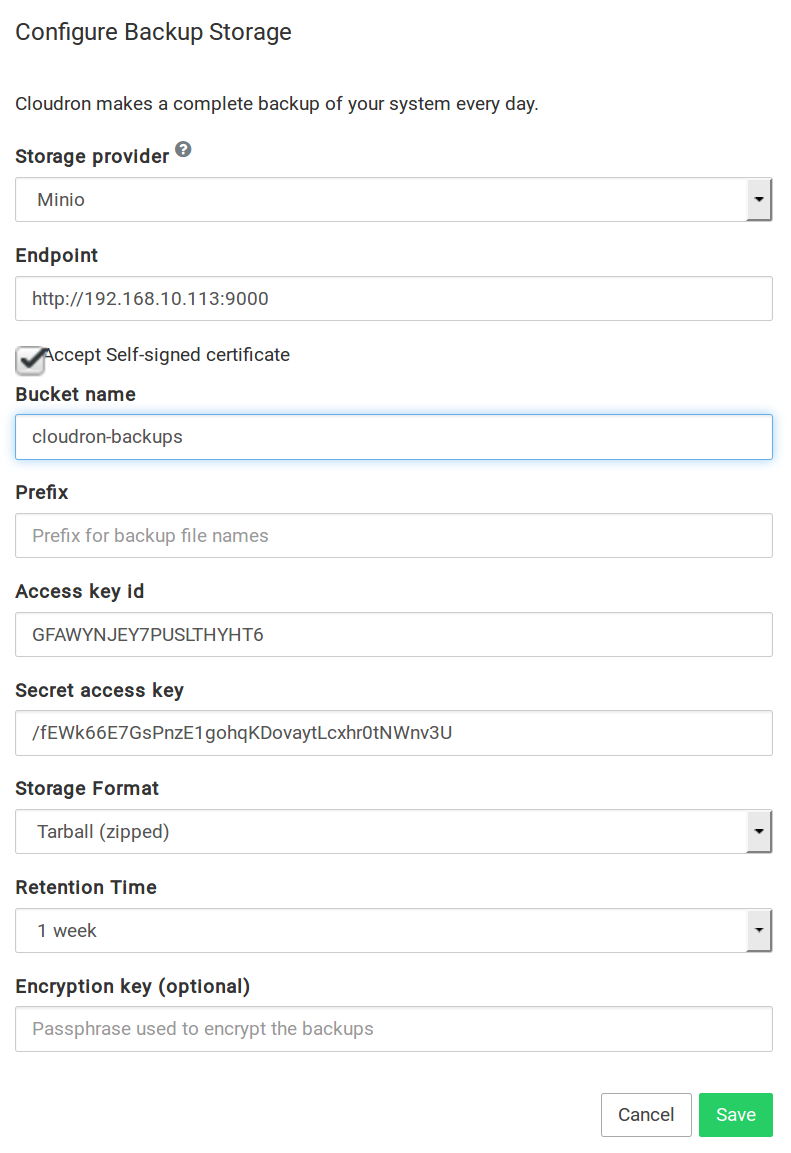 Configure Backup Storage
Cloudron makes a complete backup of your system every day.
Storage provider ?
Minio
Endpoint
http://192.168.10.113:9000
Accept Self-signed certificate
Bucket name
cloudron-backups
Prefix
Prefix for backup file names
Access key id
GFAWYNJEY7PUSLTHYHT6
Secret access key
/fEWk66E7GsPnzE1gohqKDovaytLcxhr0tNWnv3U
Storage Format
Tarball (zipped)
Retention Time
1 week
Encryption key (optional)
Passphrase used to encrypt the backups
Cancel Save